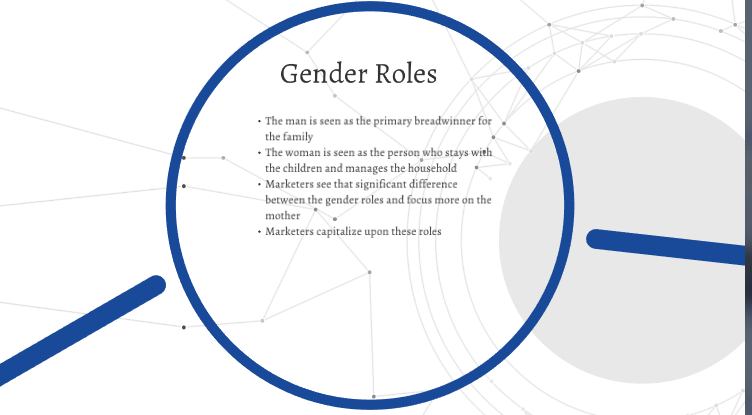 Gender Roles
• The man is seen as the primary breadwinner for
the family
• The woman is seen as the person who stays with
the children and manages the household
• Marketers see that significant difference
between the gender roles and focus more on the
mother
• Marketers capitalize upon these roles